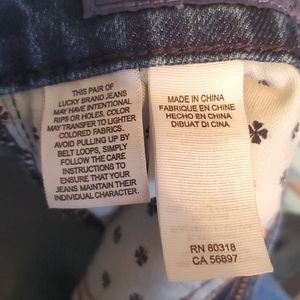 THIS PAIR OF
LUCKY BRAND JEANS
MAY HAVE INTENTIONAL
RIPS OR HOLES. COLOR
MAY TRANSFER TO LIGHTER
COLORED FABRICS.
AVOID PULLING UP BY
BELT LOOPS, SIMPLY
FOLLOW THE CARE
INSTRUCTIONS TO
ENSURE THAT YOUR
JEANS MAINTAIN THEIR
INDIVIDUAL CHARACTER.
MADE IN CHINA
FABRIQUE EN CHINE
HECHO EN CHINA
DIBUAT DI CINA
RN 80318
CA 56897